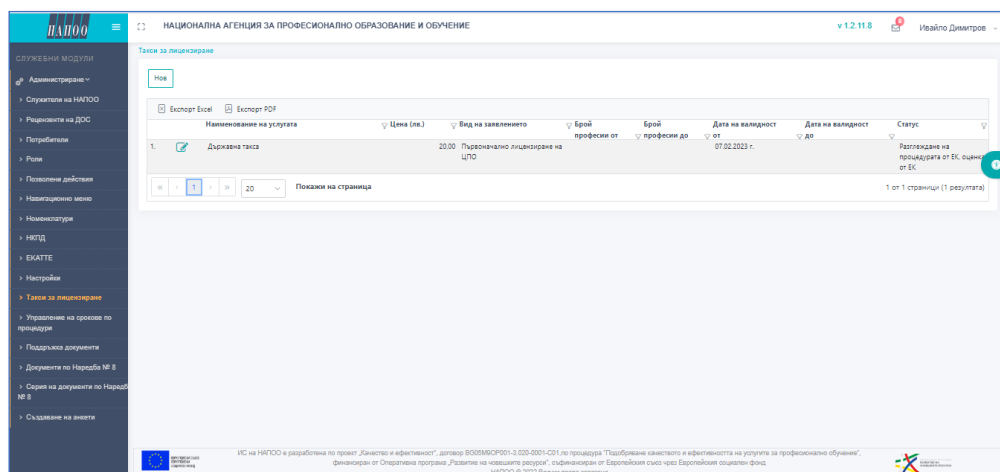 НАПОО
НАЦИОНАЛНА АГЕНЦИЯ ЗА ПРОФЕСИОНАЛНО ОБРАЗОВАНИЕ И ОБУЧЕНИЕ
v 1.2.11.8
Ивайло Димитров
СЛУЖЕБНИ МОДУЛИ
Администриране
> Служители на НАПОО
> Рецензенти на ДОС
> Потребители
> Роли
> Позволени действия
> Навигационно меню
> Номенклатури
> НКПД
> ЕКАТТЕ
> Настройки
> Такси за лицензиране
> Управление на срокове по
процедури
> Поддръжка документи
> Документи по Наредба № 8
> Серия на документи по Наредб
№ 8
> Създаване на анкети
Такси за лицензиране
Нов
Експорт Excel Експорт PDF
Наименование на услугата Цена (лв.) Вид на заявлението Брой професии от Брой професии до Дата на валидност от Дата на валидност до Статус
1. Държавна такса 20.00 Първоначално лицензиране на ЦПО 07.02.2023 г. Разглеждане на
процедурата от ЕК, оценка
от ЕК
1 20 Покажи на страница 1 от 1 страници (1 резултата)
ИС на НАПОО е разработена по проект „Качество и ефективност", договор BG05M9OP001-3.020-0001-C01,по процедура "Подобряване качеството и ефективността на услугите за професионално обучение",
финансиран от Оперативна програма „Развитие на човешките ресурси", съфинансиран от Европейския съюз чрез Европейския социален фонд